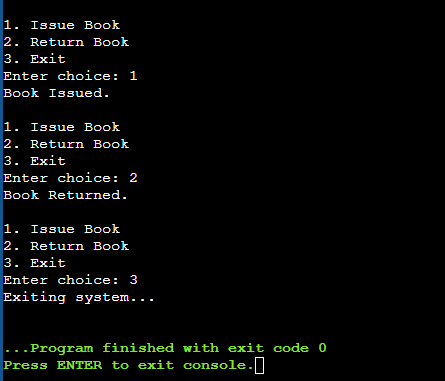 1. Issue Book
2. Return Book
3. Exit
Enter choice: 1
Book Issued.
1. Issue Book
2. Return Book
3. Exit
Enter choice: 2
Book Returned.
1. Issue Book
2. Return Book
3. Exit
Enter choice: 3
Exiting system...
...Program finished with exit code 0
Press ENTER to exit console.